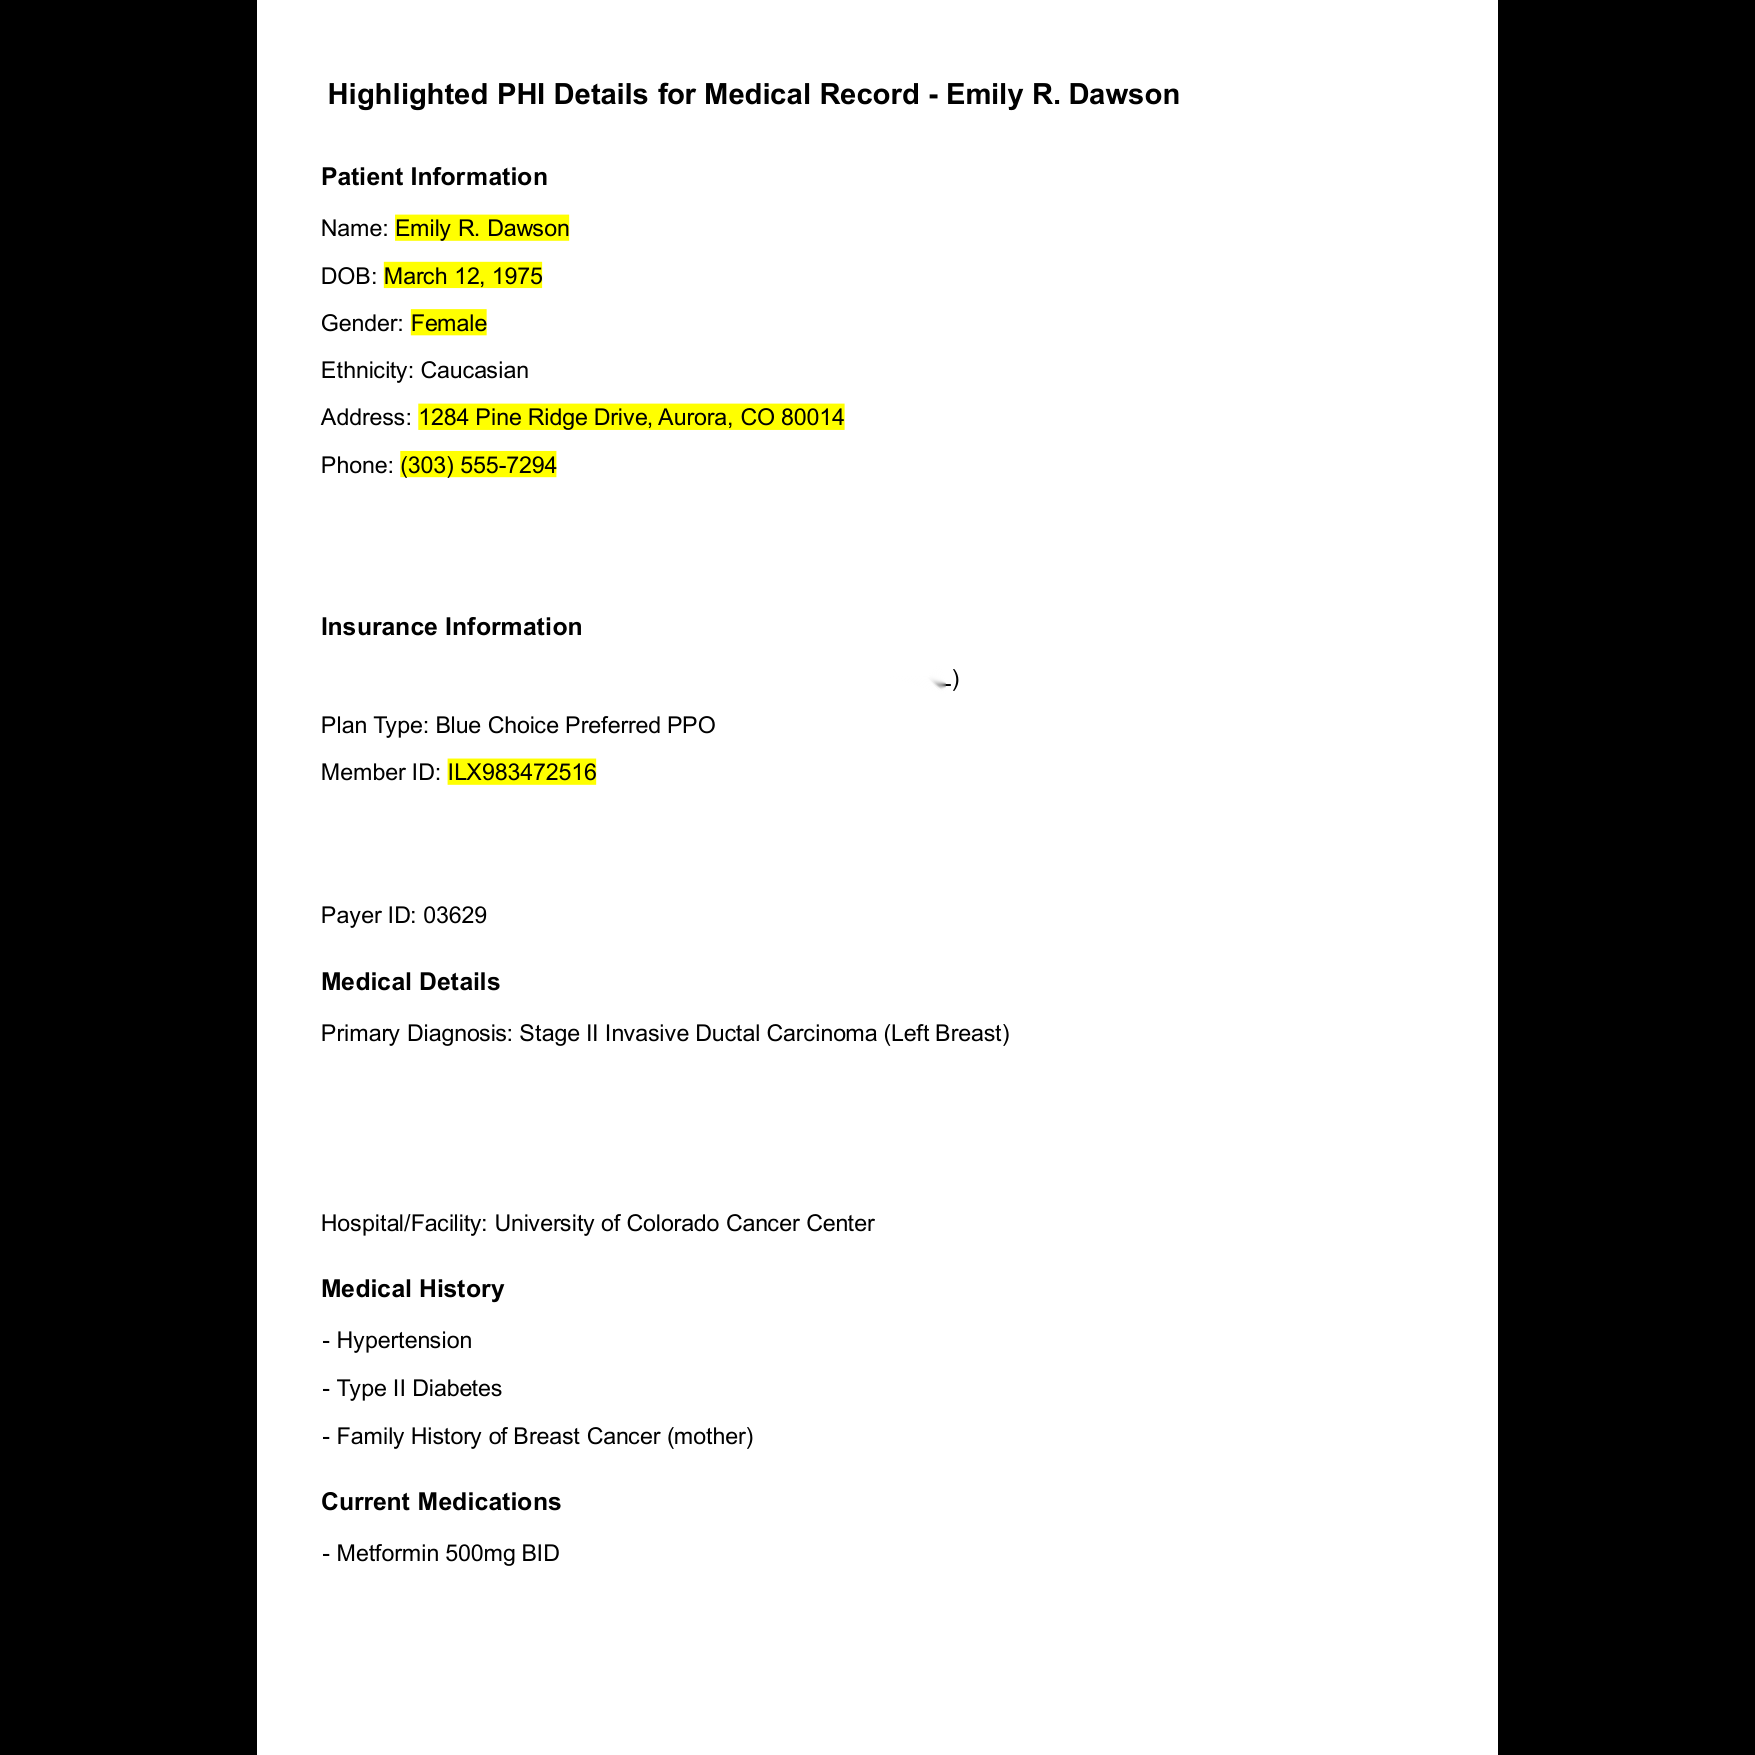 Highlighted PHI Details for Medical Record - Emily R. Dawson
Patient Information
Name: Emily R. Dawson
DOB: March 12, 1975
Gender: Female
Ethnicity: Caucasian
Address: 1284 Pine Ridge Drive, Aurora, CO 80014
Phone: (303) 555-7294
Insurance Information
)
Plan Type: Blue Choice Preferred PPO
Member ID: ILX983472516
Payer ID: 03629
Medical Details
Primary Diagnosis: Stage II Invasive Ductal Carcinoma (Left Breast)
Hospital/Facility: University of Colorado Cancer Center
Medical History
- Hypertension
- Type II Diabetes
- Family History of Breast Cancer (mother)
Current Medications
- Metformin 500mg BID